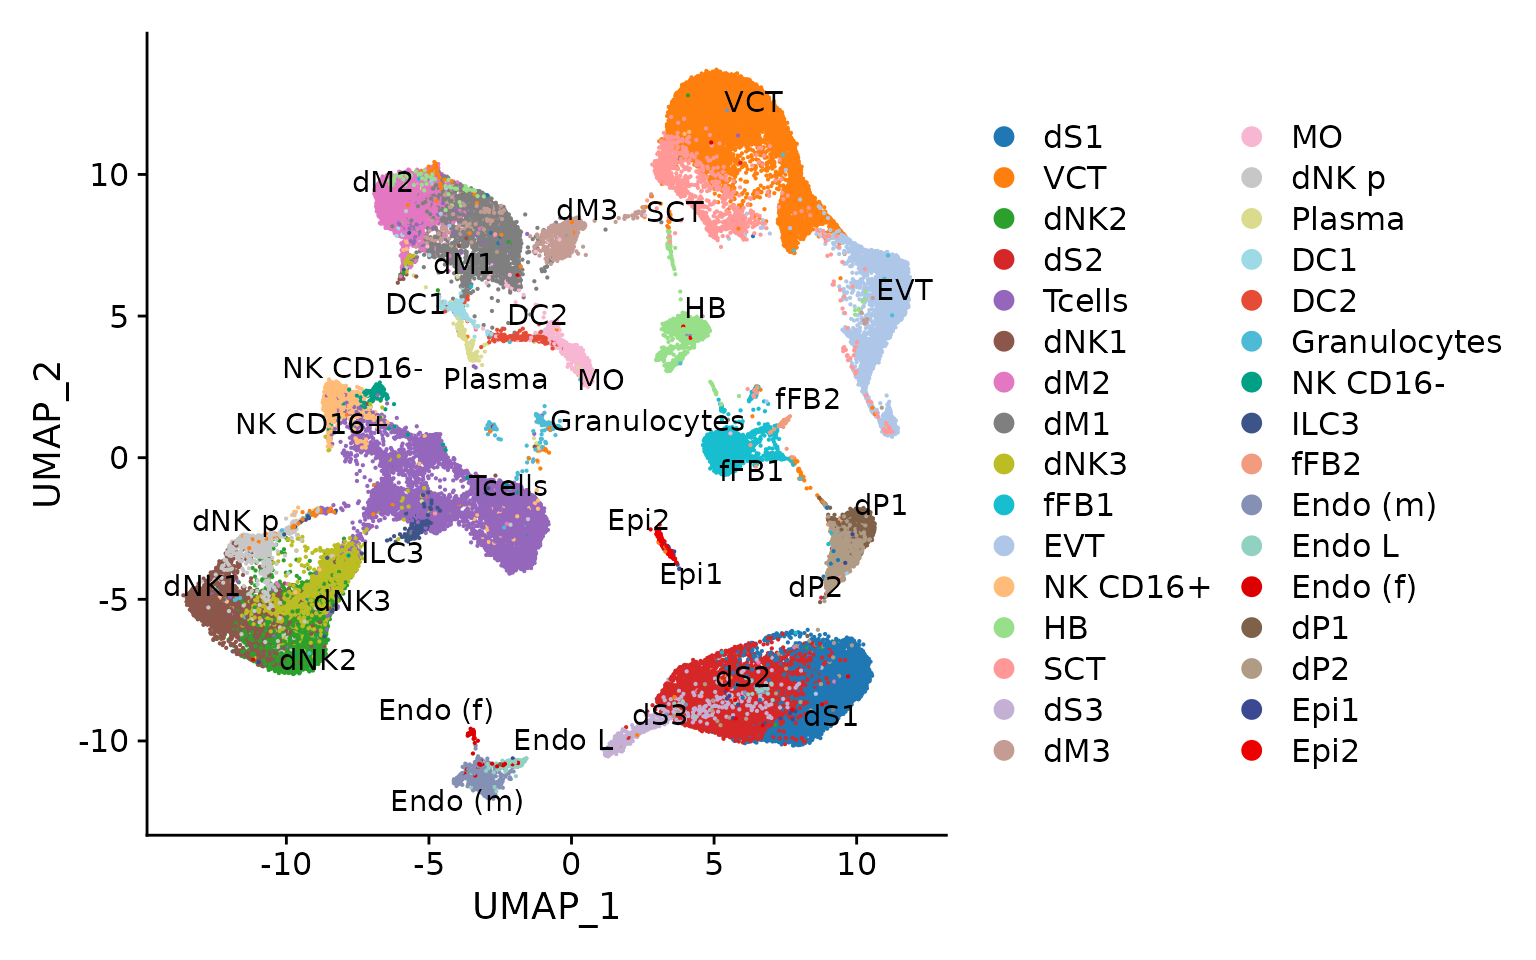 VCT
dM2
dM3
SCT
dM1
EVT
DC1
DC2
HB
NK CD16-
Plasma
MO
fFB2
NK CD16+
Granulocytes
fFB1
Tcells
dP1
dNK p
Epi2
ILC3
Epi1
dNK1
dP2
dNK3
dNK2
dS2
Endo (f)
dS3
dS1
Endo L
Endo (m)
10
5
0
-5
-10
UMAP_2
-10
-5
0
5
10
UMAP_1
dS1
VCT
dNK2
dS2
Tcells
dNK1
dM2
dM1
dNK3
fFB1
EVT
NK CD16+
HB
SCT
dS3
dM3
MO
dNK p
Plasma
DC1
DC2
Granulocytes
NK CD16-
ILC3
fFB2
Endo (m)
Endo L
Endo (f)
dP1
dP2
Epi1
Epi2